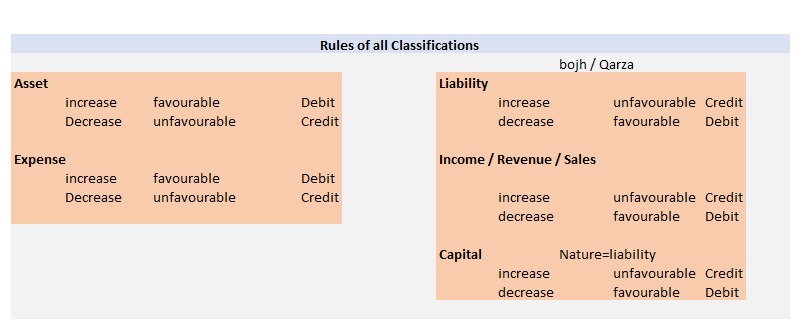 Rules of all Classifications
bojh / Qarza
Asset
increase favourable Debit
Decrease unfavourable Credit
Expense
increase favourable Debit
Decrease unfavourable Credit
Liability
increase unfavourable Credit
decrease favourable Debit
Income / Revenue / Sales
increase unfavourable Credit
decrease favourable Debit
Capital Nature=liability
increase unfavourable Credit
decrease favourable Debit